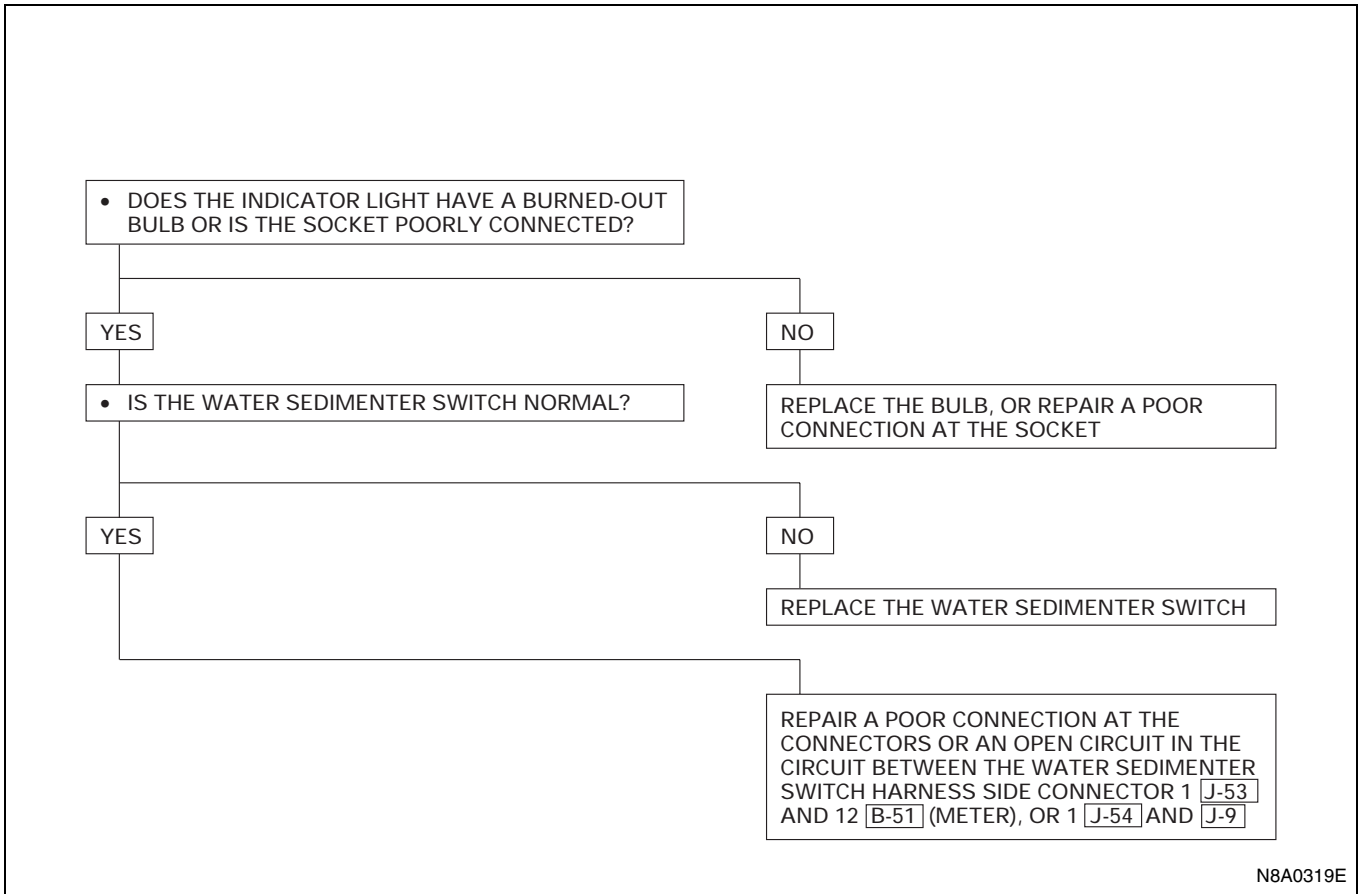 • DOES THE INDICATOR LIGHT HAVE A BURNED-OUT
BULB OR IS THE SOCKET POORLY CONNECTED?
YES
NO
• IS THE WATER SEDIMENTER SWITCH NORMAL?
REPLACE THE BULB, OR REPAIR A POOR
CONNECTION AT THE SOCKET
YES
NO
REPLACE THE WATER SEDIMENTER SWITCH
REPAIR A POOR CONNECTION AT THE
CONNECTORS OR AN OPEN CIRCUIT IN THE
CIRCUIT BETWEEN THE WATER SEDIMENTER
SWITCH HARNESS SIDE CONNECTOR 1 J-53
AND 12 B-51 (METER), OR 1 J-54 AND J-9
N8A0319E